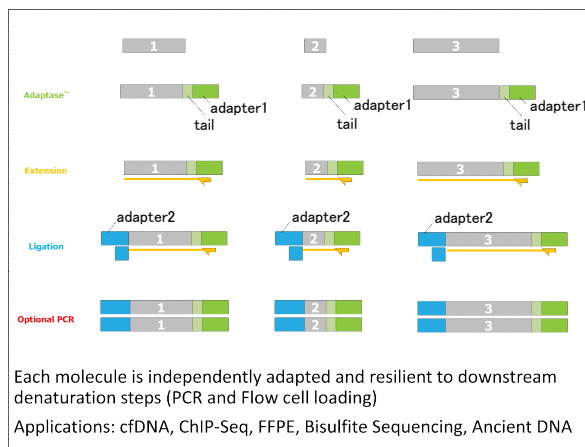 1 2 3
Adaptase™ 1 2 3
adapter1 adapter1 adapter1
tail tail tail
Extension 1 2 3
adapter2 adapter2 adapter2
Ligation 1 2 3
Optional PCR 1 2 3
1 2 3
Each molecule is independently adapted and resilient to downstream
denaturation steps (PCR and Flow cell loading)
Applications: cfDNA, ChIP-Seq, FFPE, Bisulfite Sequencing, Ancient DNA